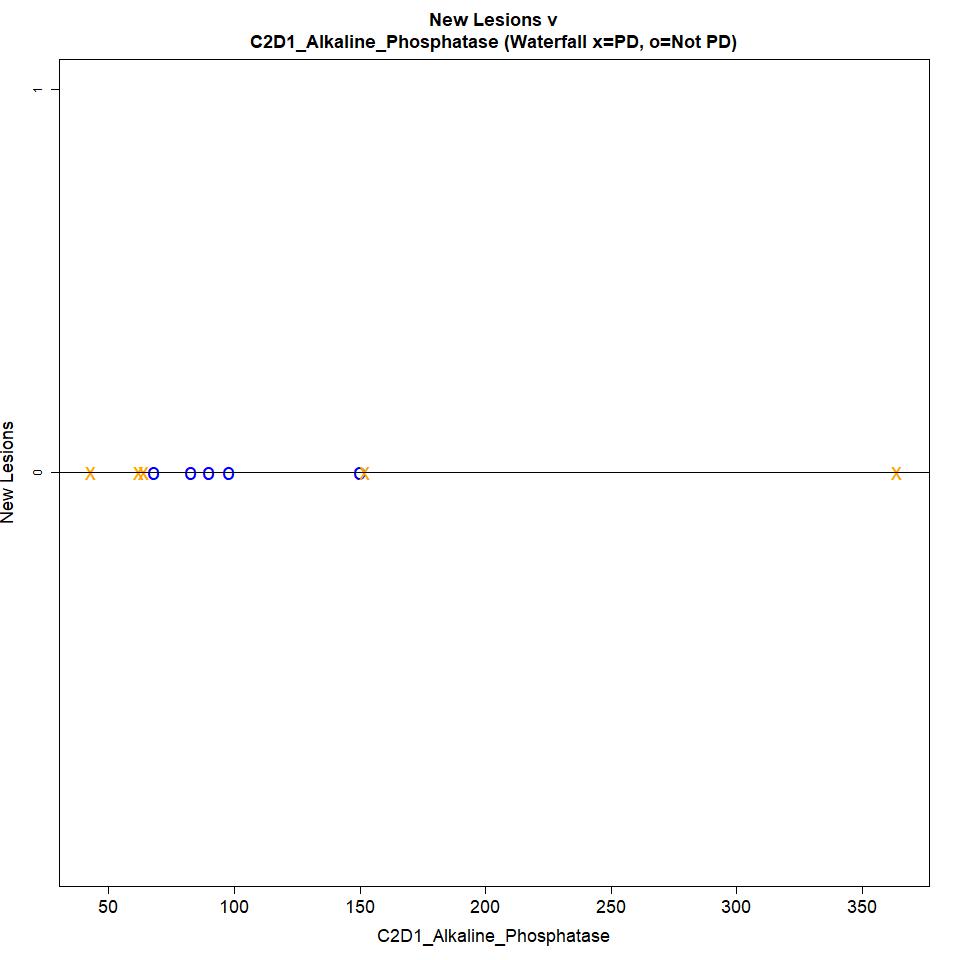 New Lesions v
C2D1_Alkaline_Phosphatase (Waterfall x=PD, o=Not PD)
1
0
New Lesions
x x x o o o o o x x
50 100 150 200 250 300 350
C2D1_Alkaline_Phosphatase